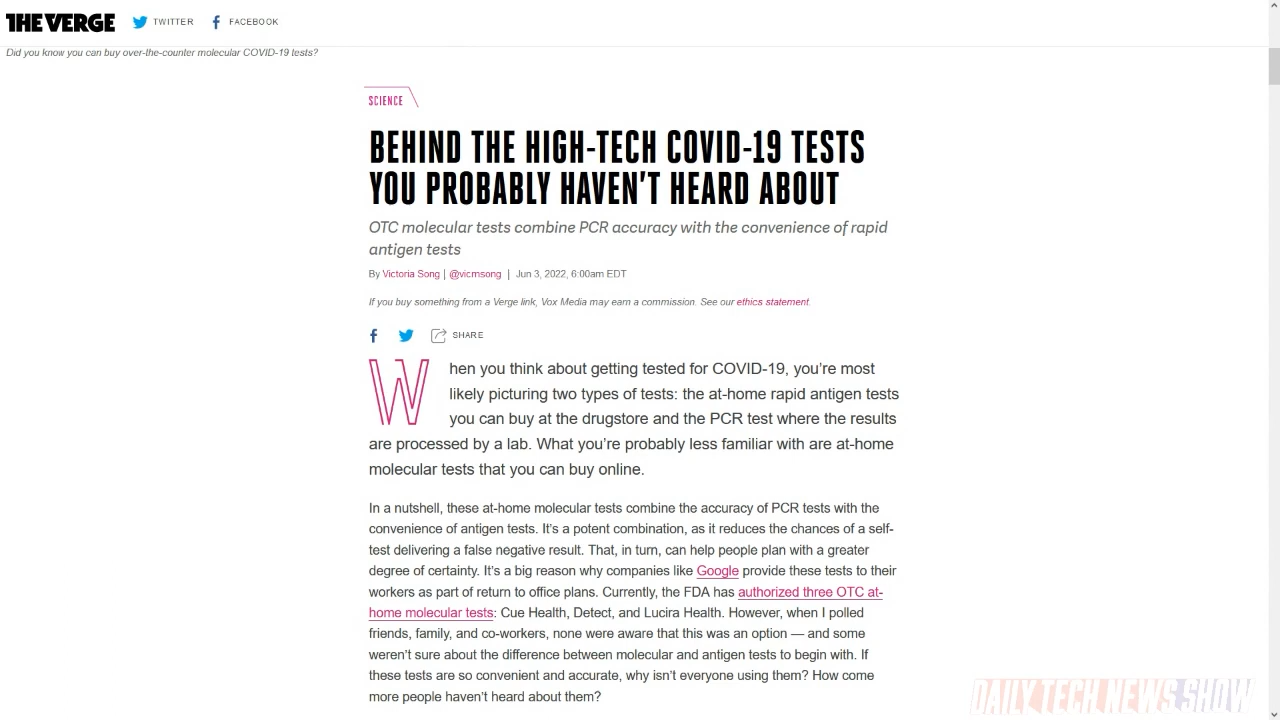 THE VERGE TWITTER FACEBOOK
Did you know you can buy over-the-counter molecular COVID-19 tests?
SCIENCE
BEHIND THE HIGH-TECH COVID-19 TESTS
YOU PROBABLY HAVEN'T HEARD ABOUT
OTC molecular tests combine PCR accuracy with the convenience of rapid
antigen tests
By Victoria Song | @vicmsong | Jun 3, 2022, 6:00am EDT
If you buy something from a Verge link, Vox Media may earn a commission. See our ethics statement.
SHARE
When you think about getting tested for COVID-19, you're most
likely picturing two types of tests: the at-home rapid antigen tests
you can buy at the drugstore and the PCR test where the results
are processed by a lab. What you're probably less familiar with are at-home
molecular tests that you can buy online.
In a nutshell, these at-home molecular tests combine the accuracy of PCR tests with the
convenience of antigen tests. It's a potent combination, as it reduces the chances of a self-
test delivering a false negative result. That, in turn, can help people plan with a greater
degree of certainty. It's a big reason why companies like Google provide these tests to their
workers as part of return to office plans. Currently, the FDA has authorized three OTC at-
home molecular tests: Cue Health, Detect, and Lucira Health. However, when I polled
friends, family, and co-workers, none were aware that this was an option — and some
weren't sure about the difference between molecular and antigen tests to begin with. If
these tests are so convenient and accurate, why isn't everyone using them? How come
more people haven't heard about them?
DAILY TECH NEWS SHOW